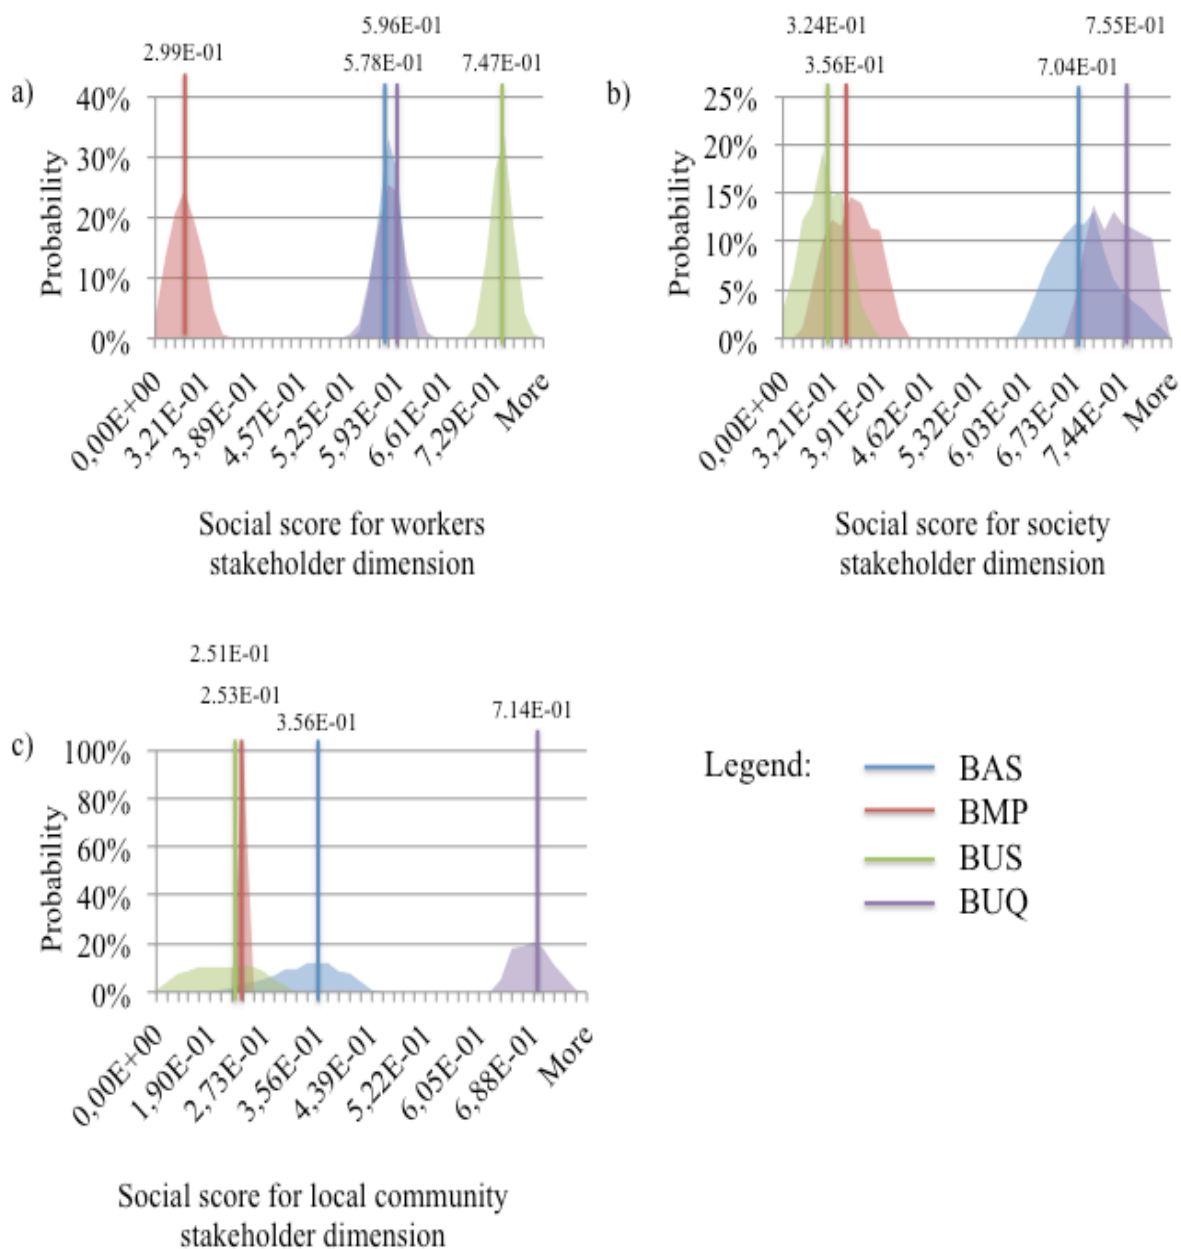 5.96E-01
2.99E-01
5.78E-01
7.47E-01
a)
40%
30%
20%
10%
0%
Probability
0,00E+00
3,21E-01
3,89E-01
4,57E-01
5,25E-01
5,93E-01
6,61E-01
7,29E-01
More
Social score for workers
stakeholder dimension
3.24E-01
7.55E-01
3.56E-01
7.04E-01
b)
25%
20%
15%
10%
5%
0%
Probability
0,00E+00
3,21E-01
3,91E-01
4,62E-01
5,32E-01
6,03E-01
6,73E-01
7,44E-01
More
Social score for society
stakeholder dimension
2.51E-01
2.53E-01
3.56E-01
7.14E-01
c)
100%
80%
60%
40%
20%
0%
Probability
0,00E+00
1,90E-01
2,73E-01
3,56E-01
4,39E-01
5,22E-01
6,05E-01
6,88E-01
More
Social score for local community
stakeholder dimension
Legend:
BAS
BMP
BUS
BUQ